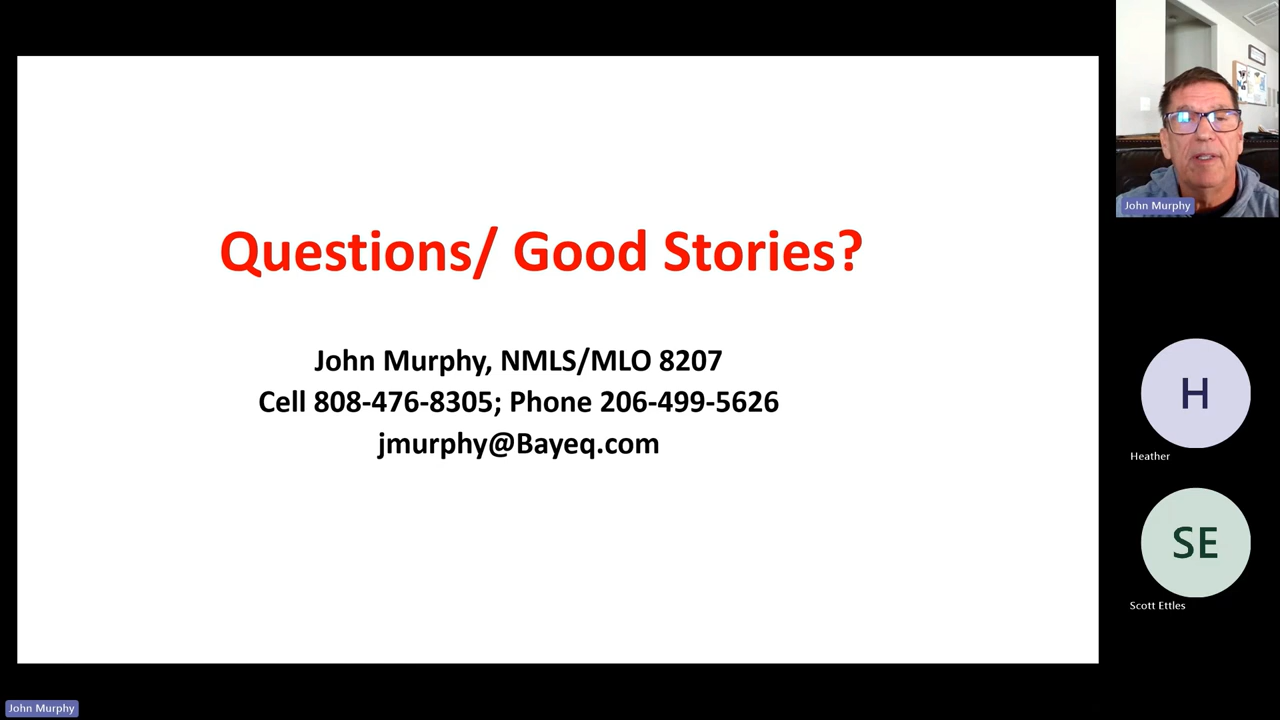 Questions/ Good Stories?
John Murphy, NMLS/MLO 8207
Cell 808-476-8305; Phone 206-499-5626
jmurphy@Bayeq.com
John Murphy
H
Heather
SE
Scott Ettles
John Murphy